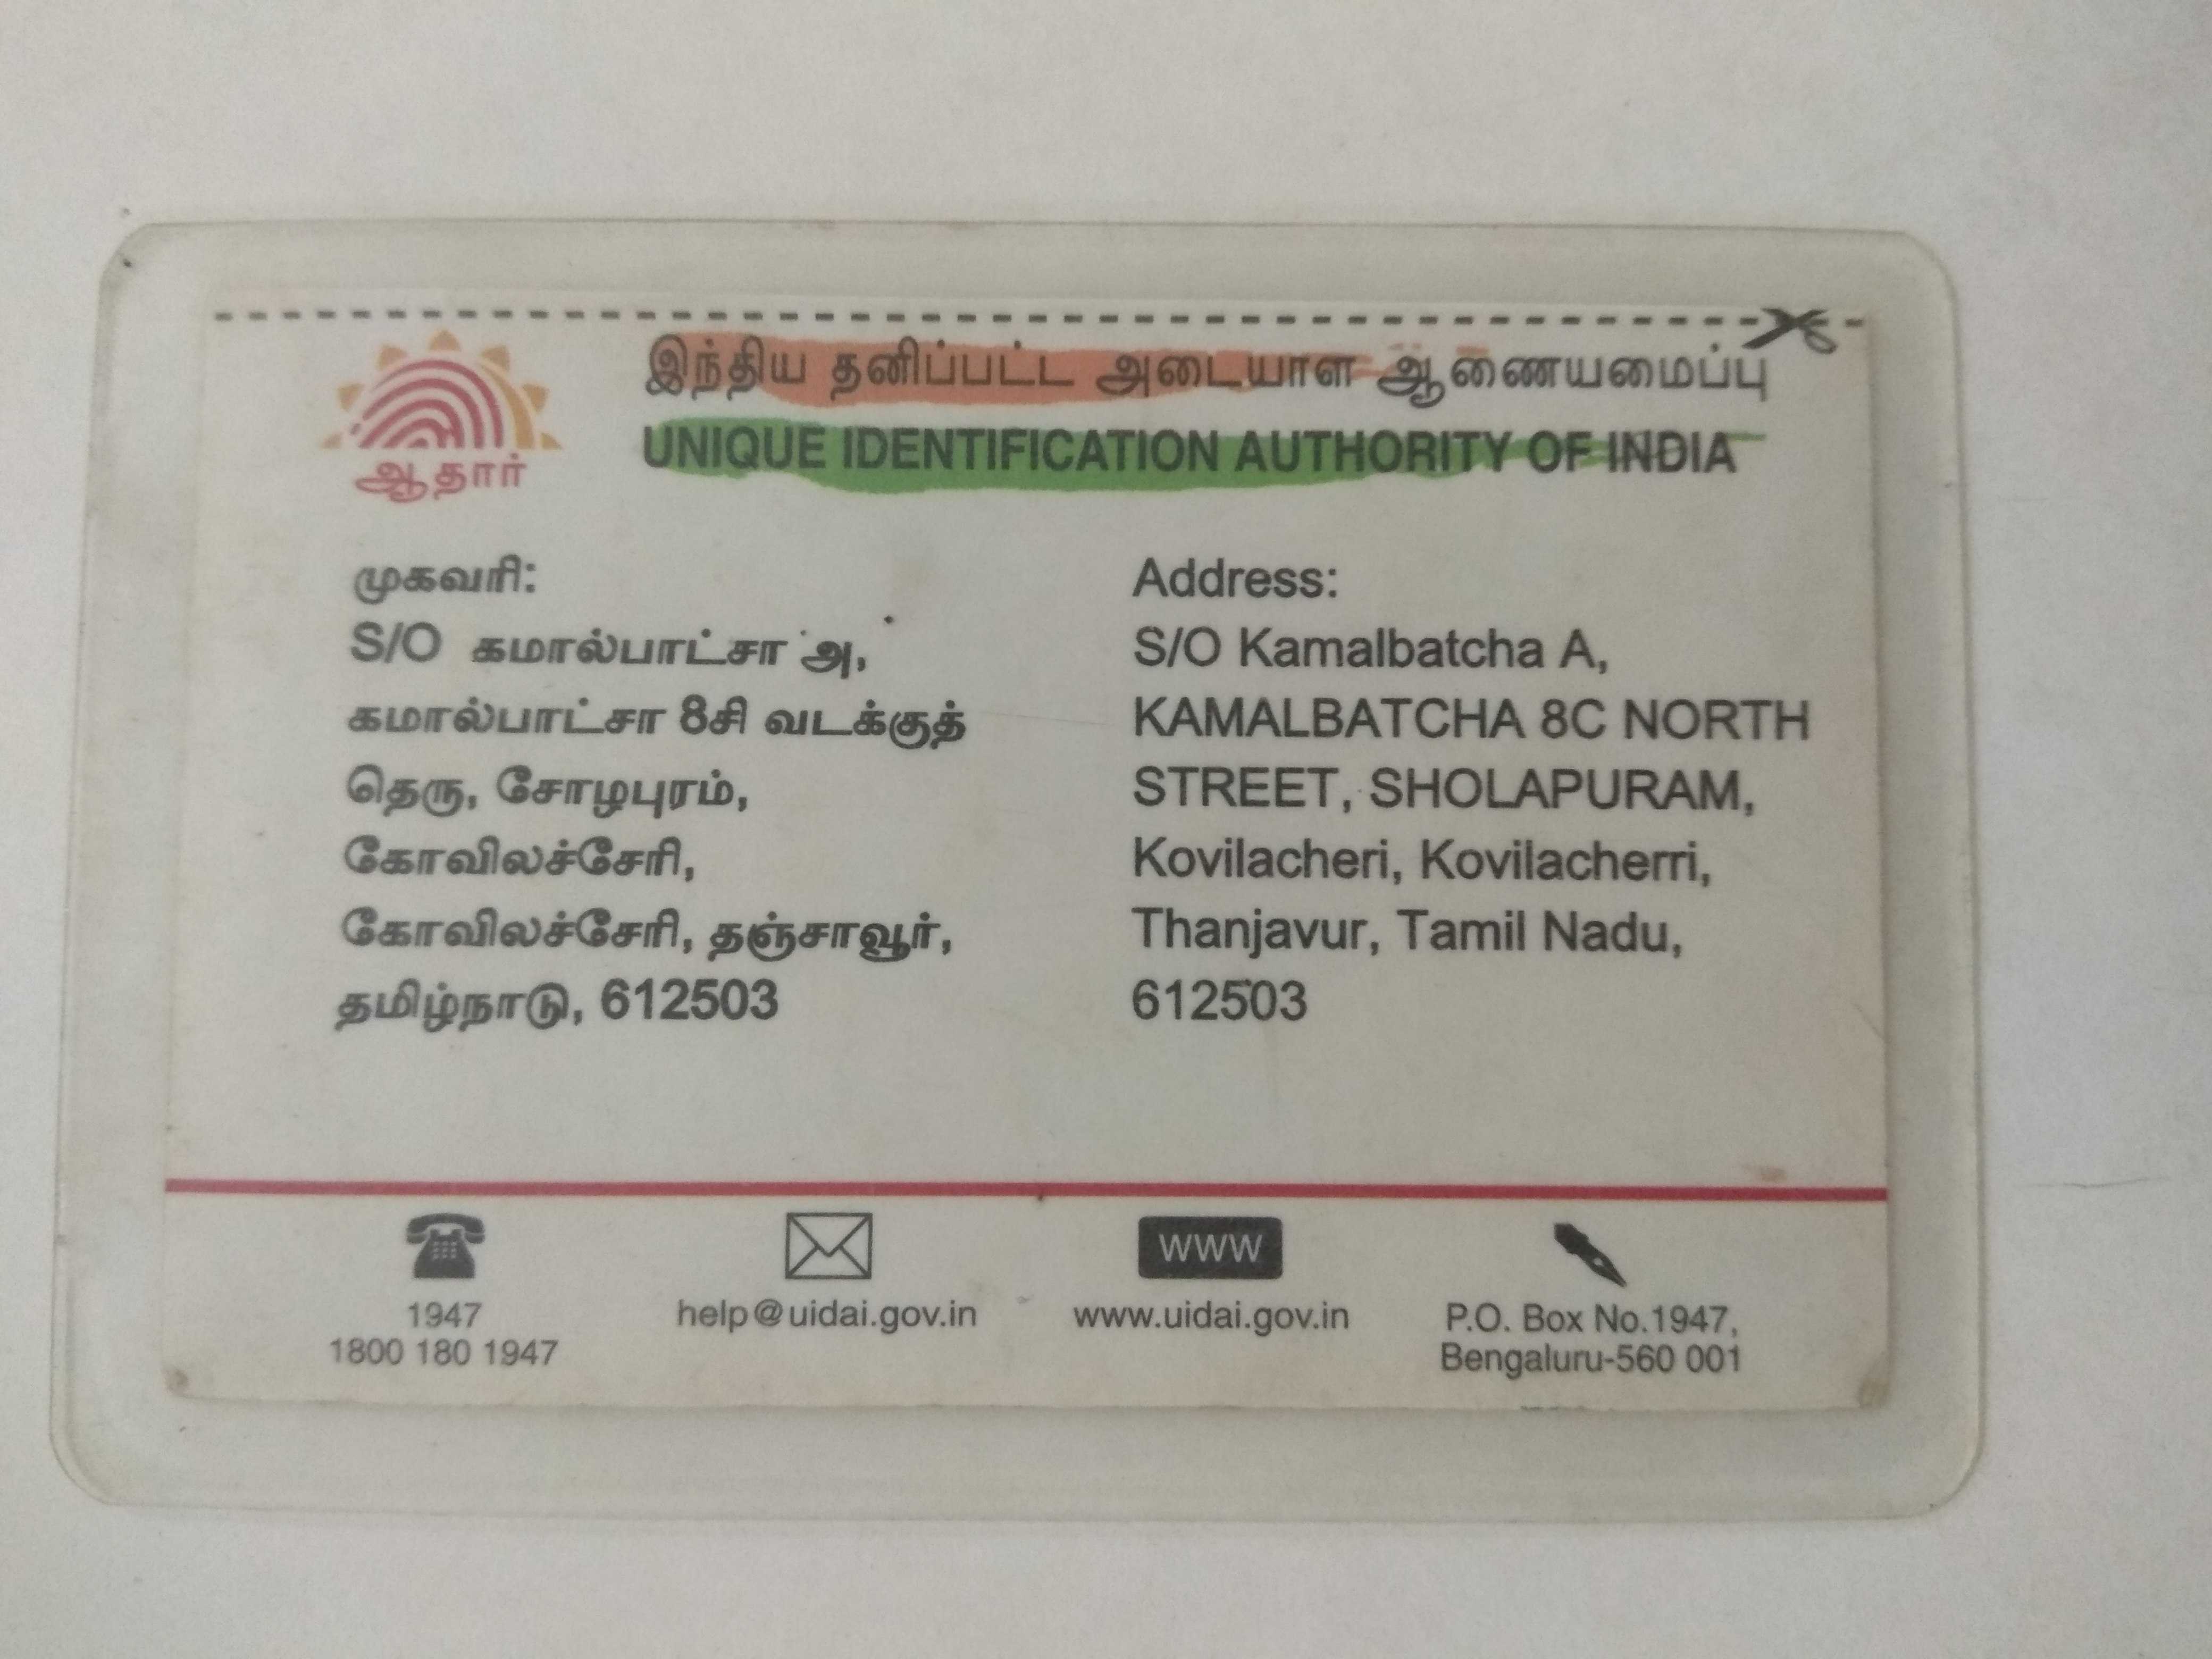 இந்திய தனிப்பட்ட அடையாள ஆணையமைப்பு
UNIQUE IDENTIFICATION AUTHORITY OF INDIA
ஆதார்
முகவரி:
S/O கமால்பாட்சா அ,
கமால்பாட்சா 8சி வடக்குத்
தெரு, சோழபுரம்,
கோவிலச்சேரி,
கோவிலச்சேரி, தஞ்சாவூர்,
தமிழ்நாடு, 612503
Address:
S/O Kamalbatcha A,
KAMALBATCHA 8C NORTH
STREET, SHOLAPURAM,
Kovilacheri, Kovilacherri,
Thanjavur, Tamil Nadu,
612503
1947
1800 180 1947
help@uidai.gov.in
WWW
www.uidai.gov.in
P.O. Box No.1947,
Bengaluru-560 001